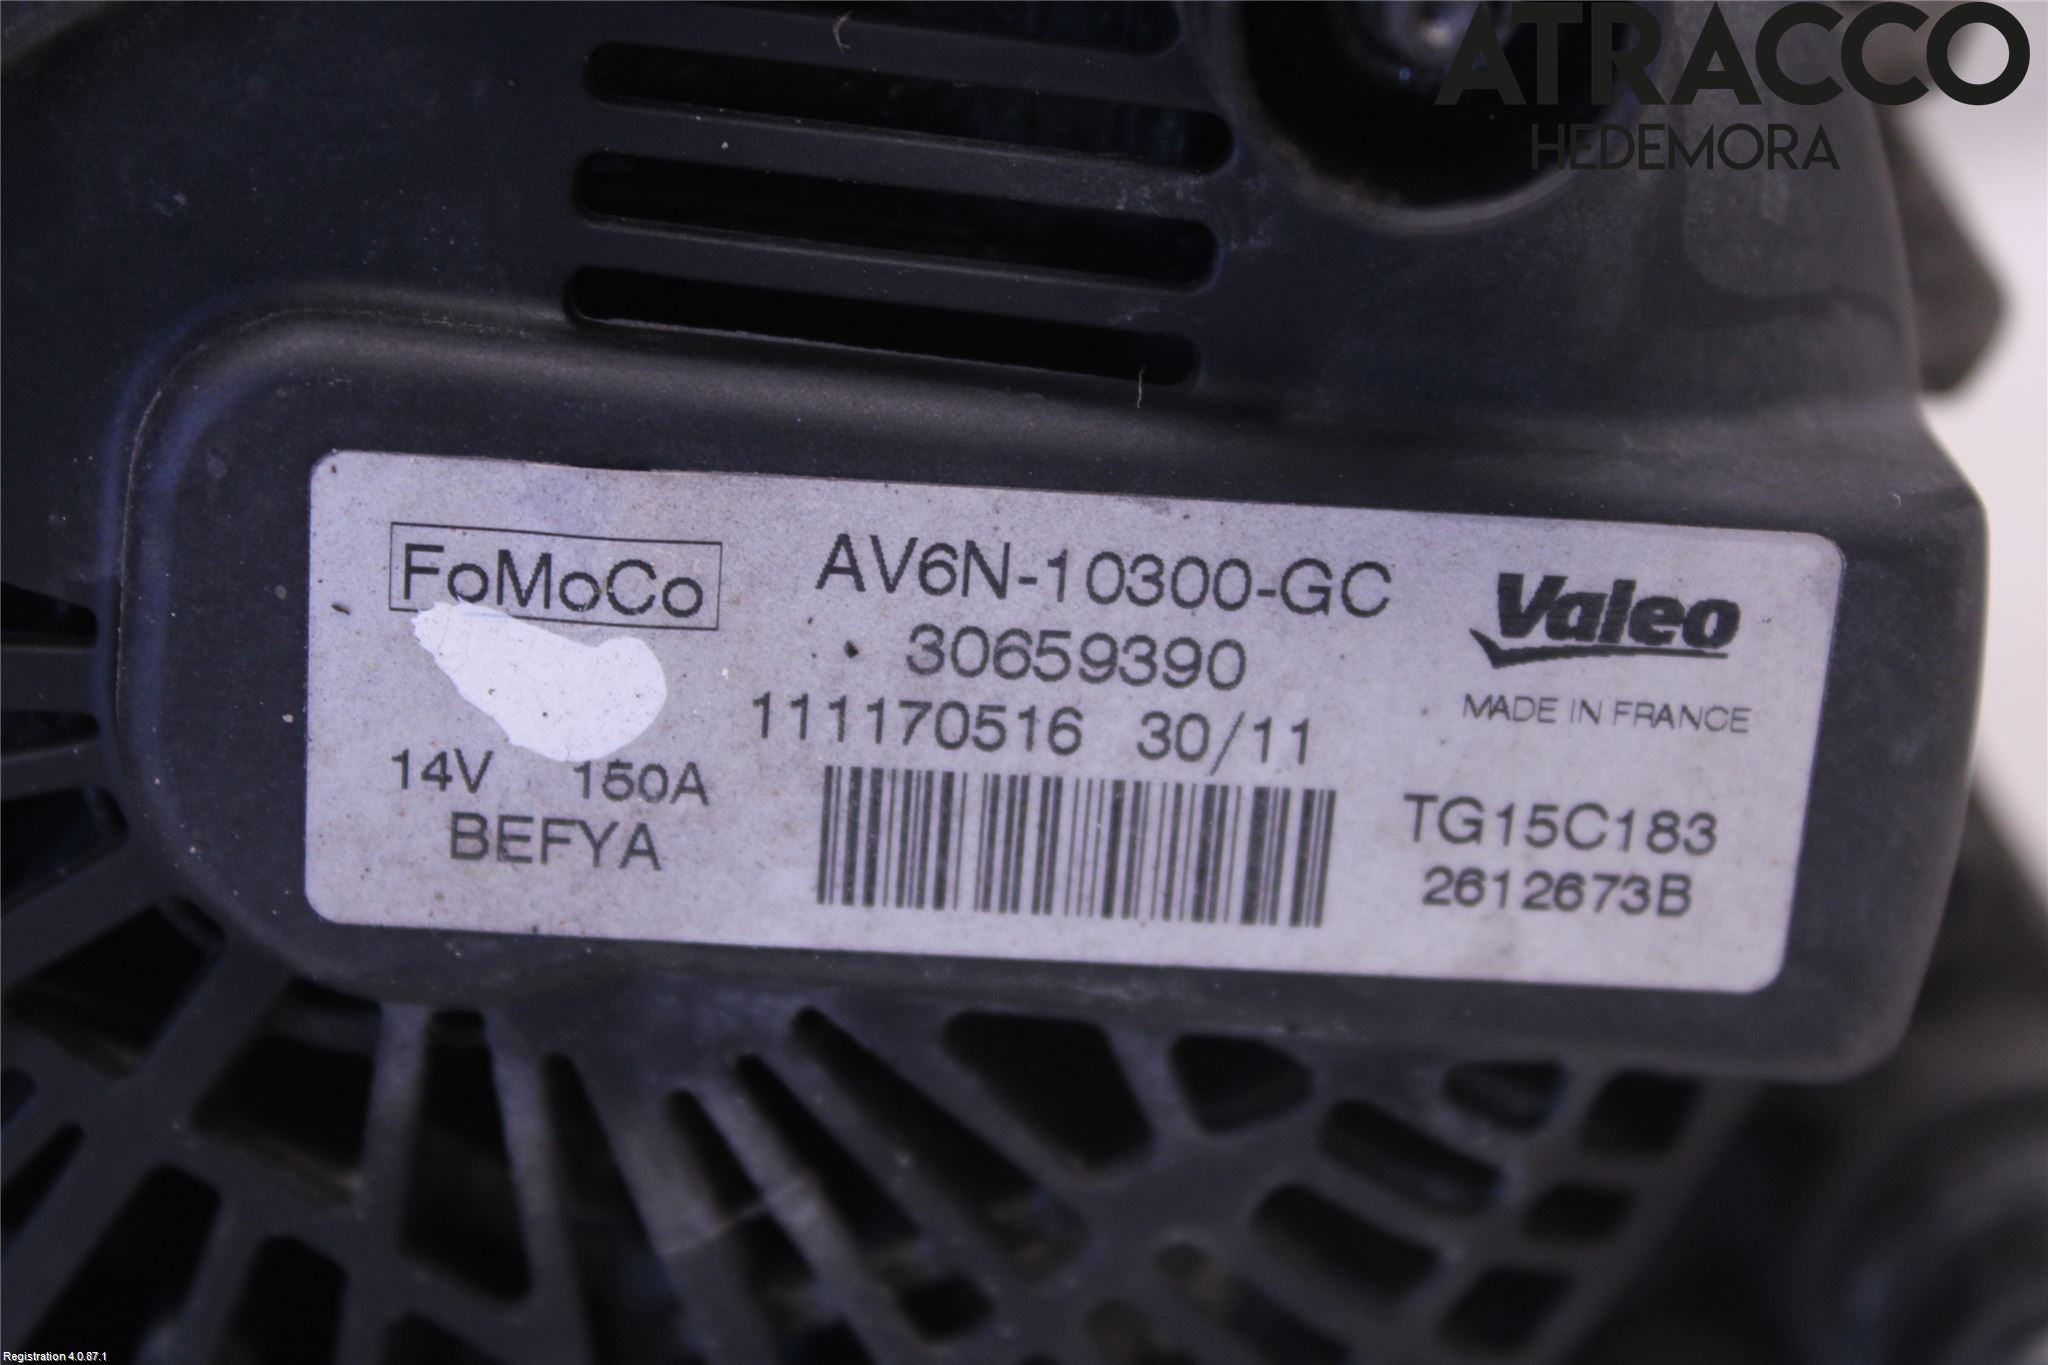 ATRACCO
HEDEMORA
FoMoCo
AV6N-10300-GC
30659390
111170516 30/11
Valeo
MADE IN FRANCE
14V 150A
BEFYA
TG15C183
2612673B
Registration 4.0.87.1